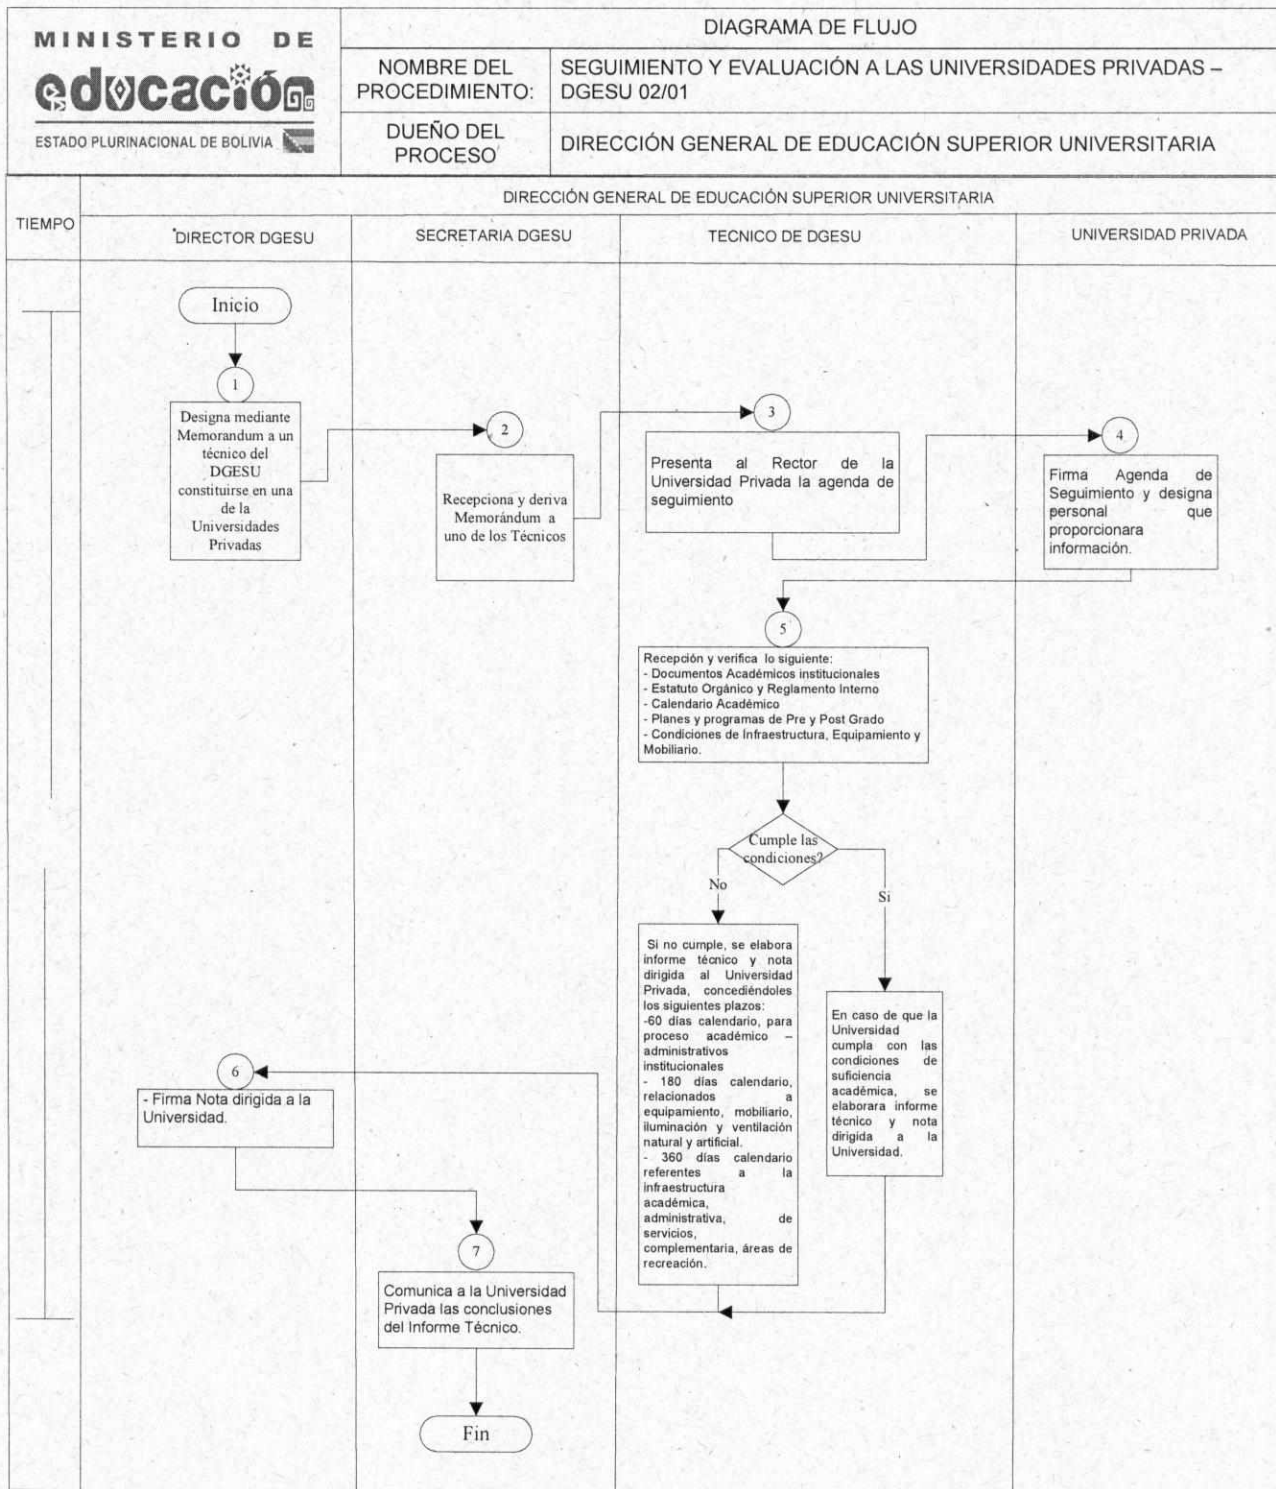 MINISTERIO DE
educación
ESTADO PLURINACIONAL DE BOLIVIA
DIAGRAMA DE FLUJO
NOMBRE DEL
PROCEDIMIENTO:
SEGUIMIENTO Y EVALUACIÓN A LAS UNIVERSIDADES PRIVADAS –
DGESU 02/01
DUEÑO DEL
PROCESO
DIRECCIÓN GENERAL DE EDUCACIÓN SUPERIOR UNIVERSITARIA
TIEMPO
DIRECCIÓN GENERAL DE EDUCACIÓN SUPERIOR UNIVERSITARIA
DIRECTOR DGESU
SECRETARIA DGESU
TECNICO DE DGESU
UNIVERSIDAD PRIVADA
Inicio
1
Designa mediante
Memorandum a un
técnico del
DGESU
constituirse en una
de la
Universidades
Privadas
2
Recepciona y deriva
Memorándum a
uno de los Técnicos
3
Presenta al Rector de la
Universidad Privada la agenda de
seguimiento
4
Firma Agenda de
Seguimiento y designa
personal que
proporcionara
información.
5
Recepción y verifica lo siguiente:
- Documentos Académicos institucionales
- Estatuto Orgánico y Reglamento Interno
- Calendario Académico
- Planes y programas de Pre y Post Grado
- Condiciones de Infraestructura, Equipamiento y
Mobiliario.
Cumple las
condiciones?
No
Si
Si no cumple, se elabora
informe técnico y nota
dirigida al Universidad
Privada, concediéndoles
los siguientes plazos:
-60 días calendario, para
proceso académico –
administrativos
institucionales
- 180 días calendario,
relacionados a
equipamiento, mobiliario,
iluminación y ventilación
natural y artificial.
- 360 días calendario
referentes a la
infraestructura
académica,
administrativa, de
servicios,
complementaria, áreas de
recreación.
En caso de que la
Universidad
cumpla con las
condiciones de
suficiencia
académica, se
elaborara informe
técnico y nota
dirigida a la
Universidad.
6
- Firma Nota dirigida a la
Universidad.
7
Comunica a la Universidad
Privada las conclusiones
del Informe Técnico.
Fin